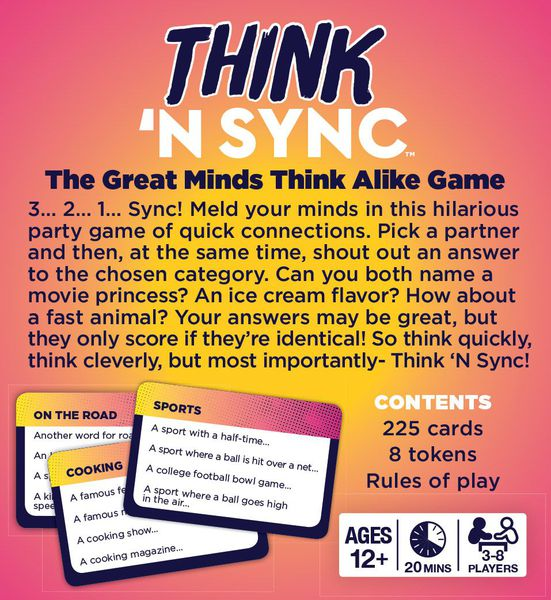 THINK
'N SYNC™
The Great Minds Think Alike Game
3... 2... 1... Sync! Meld your minds in this hilarious
party game of quick connections. Pick a partner
and then, at the same time, shout out an answer
to the chosen category. Can you both name a
movie princess? An ice cream flavor? How about
a fast animal? Your answers may be great, but
they only score if they're identical! So think quickly,
think cleverly, but most importantly- Think 'N Sync!
ON THE ROAD
Another word for
COOKING
A famous
A famous
A cooking show...
A cooking magazine...
SPORTS
A sport with a half-time...
A sport where a ball is hit over a net...
A college football bowl game...
A sport where a ball goes high
in the air...
CONTENTS
225 cards
8 tokens
Rules of play
AGES
12+
20 MINS
3-8
PLAYERS